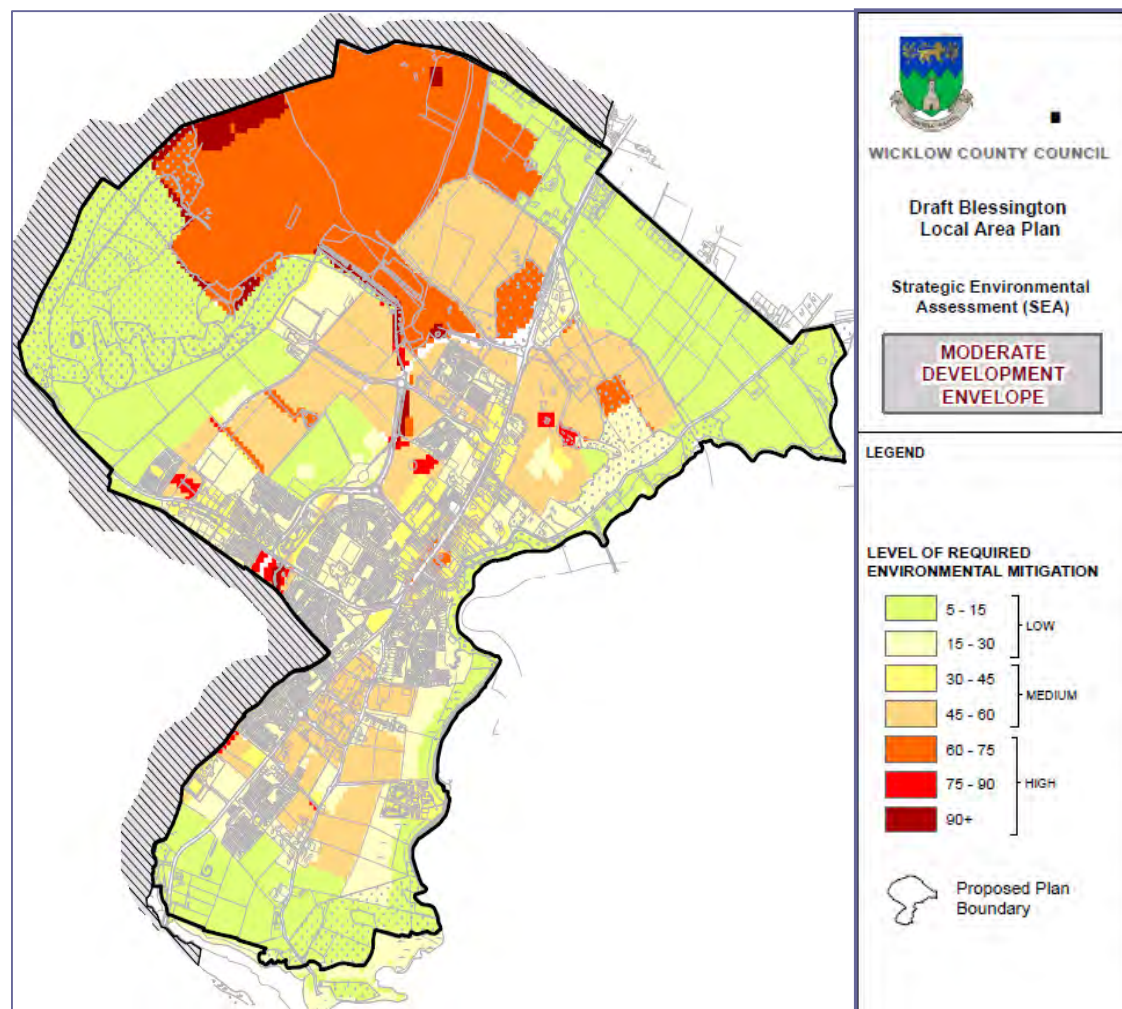 WICKLOW COUNTY COUNCIL
Draft Blessington
Local Area Plan
Strategic Environmental
Assessment (SEA)
MODERATE
DEVELOPMENT
ENVELOPE
LEGEND
LEVEL OF REQUIRED
ENVIRONMENTAL MITIGATION
5 - 15
LOW
15 - 30
30 - 45
MEDIUM
45 - 60
60 - 75
75 - 90
HIGH
90+
Proposed Plan
Boundary